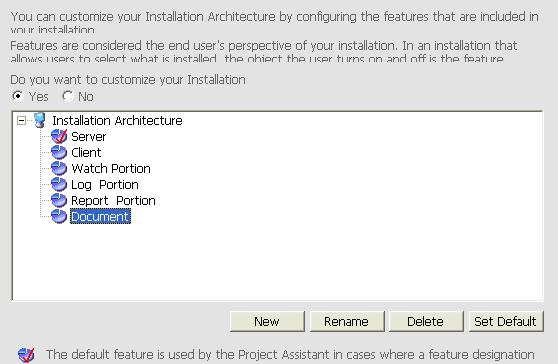 You can customize your Installation Architecture by configuring the features that are included in
your installation
Features are considered the end user's perspective of your installation. In an installation that
allows users to select what is installed, the object the user turns on and off is the feature
Do you want to customize your Installation
Yes No
Installation Architecture
Server
Client
Watch Portion
Log Portion
Report Portion
Document
New Rename Delete Set Default
The default feature is used by the Project Assistant in cases where a feature designation